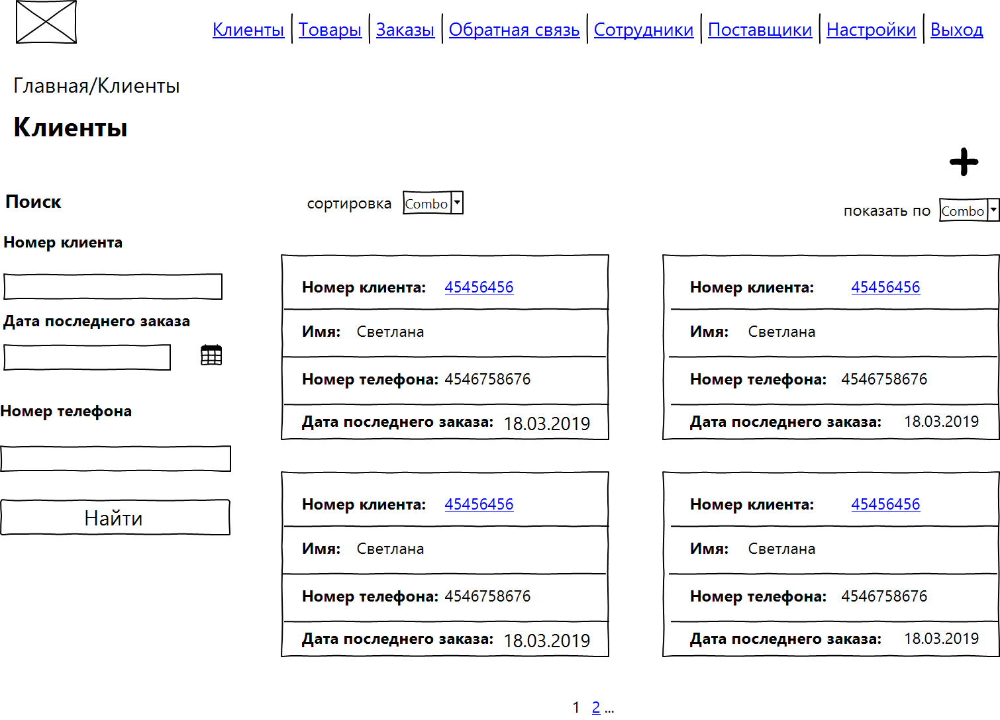 Клиенты Товары Заказы Обратная связь Сотрудники Поставщики Настройки Выход
Главная/Клиенты
Клиенты
Поиск
Номер клиента
Дата последнего заказа
Номер телефона
Найти
сортировка Combo
показать по Combo
Номер клиента: 45456456
Имя: Светлана
Номер телефона: 4546758676
Дата последнего заказа: 18.03.2019
Номер клиента: 45456456
Имя: Светлана
Номер телефона: 4546758676
Дата последнего заказа: 18.03.2019
Номер клиента: 45456456
Имя: Светлана
Номер телефона: 4546758676
Дата последнего заказа: 18.03.2019
Номер клиента: 45456456
Имя: Светлана
Номер телефона: 4546758676
Дата последнего заказа: 18.03.2019
1 2 ...